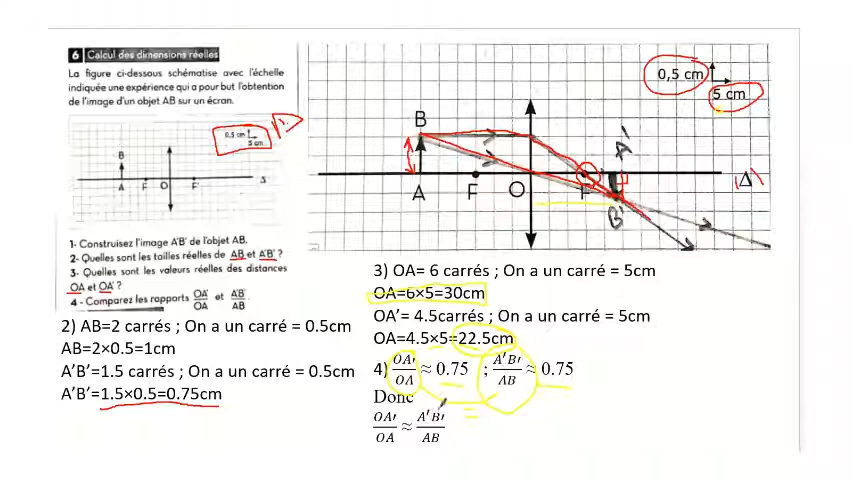 6 Calcul des dimensions réelles
La figure ci-dessous schématise avec l'échelle
indiquée une expérience qui a pour but l'obtention
de l'image d'un objet AB sur un écran.
0,5 cm
5 cm
B
A F O F' Δ
1- Construisez l'image A'B' de l'objet AB.
2- Quelles sont les tailles réelles de AB et A'B' ?
3- Quelles sont les valeurs réelles des distances
OA et OA' ?
4- Comparez les rapports OA'/OA et A'B'/AB
2) AB=2 carrés ; On a un carré = 0.5cm
AB=2×0.5=1cm
A'B'=1.5 carrés ; On a un carré = 0.5cm
A'B'=1.5×0.5=0.75cm
0,5 cm
5 cm
B
A'
(Δ)
A F O F'
B'
3) OA= 6 carrés ; On a un carré = 5cm
OA=6×5=30cm
OA'= 4.5carrés ; On a un carré = 5cm
OA=4.5×5=22.5cm
4) OA′/OA ≈ 0.75 ; A′B′/AB ≈ 0.75
Donc
OA′/OA ≈ A′B′/AB